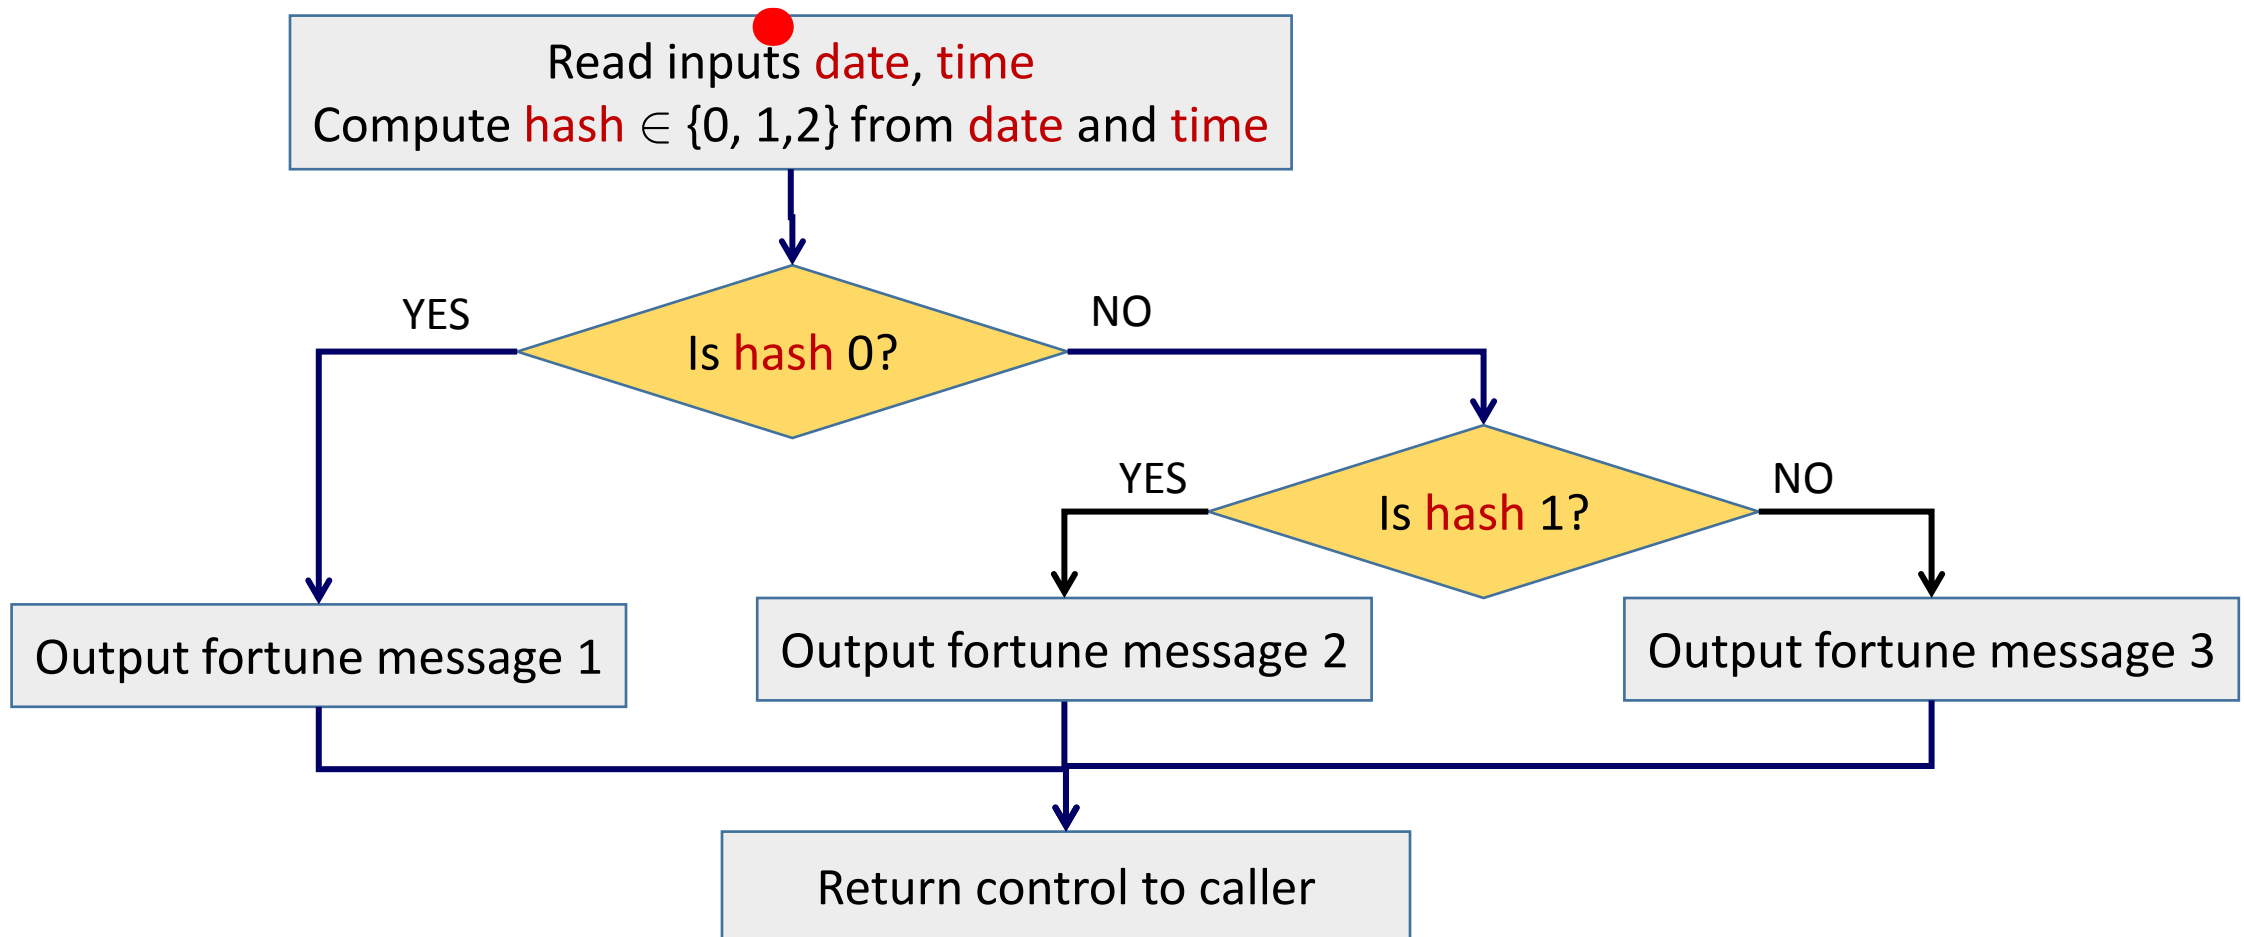 Read inputs date, time
Compute hash ∈ {0, 1,2} from date and time
YES
NO
Is hash 0?
YES
NO
Is hash 1?
Output fortune message 1
Output fortune message 2
Output fortune message 3
Return control to caller